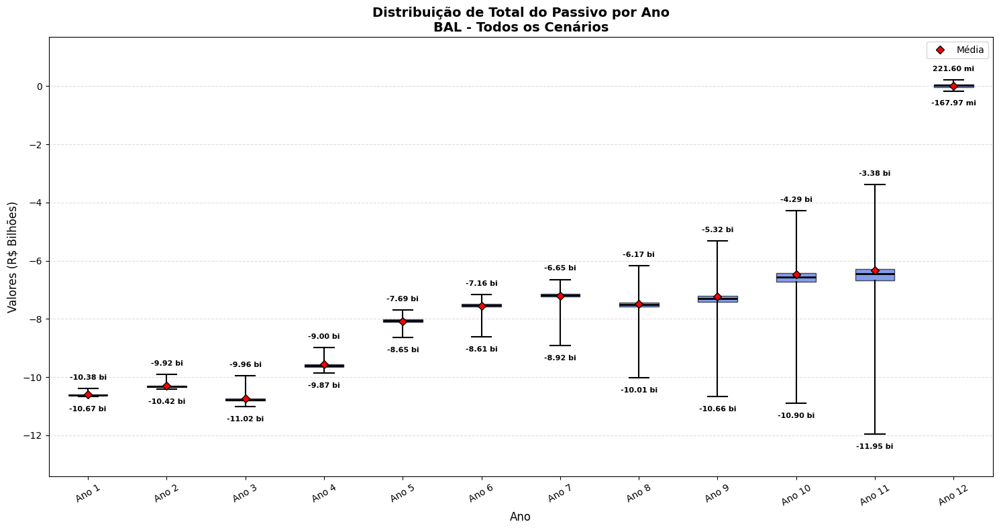 Distribuição de Total do Passivo por Ano
BAL - Todos os Cenários
Média
Valores (R$ Bilhões)
0
−2
−4
−6
−8
−10
−12
-10.38 bi
-10.67 bi
-9.92 bi
-10.42 bi
-9.96 bi
-11.02 bi
-9.00 bi
-9.87 bi
-7.69 bi
-8.65 bi
-7.16 bi
-8.61 bi
-6.65 bi
-8.92 bi
-6.17 bi
-10.01 bi
-5.32 bi
-10.66 bi
-4.29 bi
-10.90 bi
-3.38 bi
-11.95 bi
221.60 mi
-167.97 mi
Ano 1
Ano 2
Ano 3
Ano 4
Ano 5
Ano 6
Ano 7
Ano 8
Ano 9
Ano 10
Ano 11
Ano 12
Ano